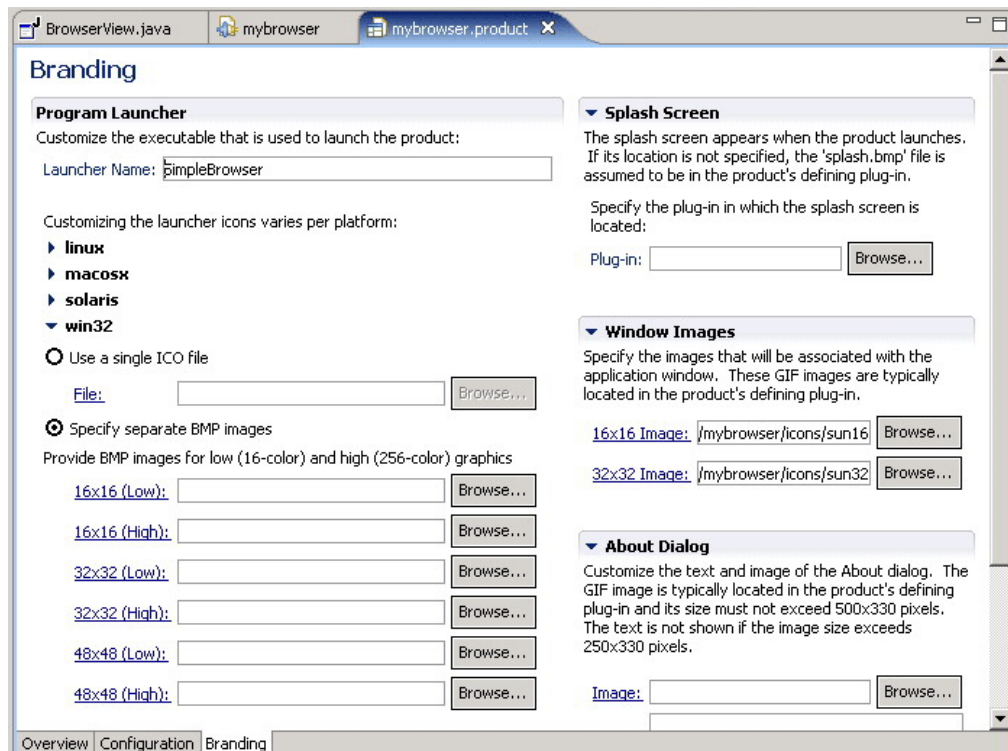 BrowserView.java
mybrowser
mybrowser.product
Branding
Program Launcher
Customize the executable that is used to launch the product:
Launcher Name: SimpleBrowser
Customizing the launcher icons varies per platform:
linux
macosx
solaris
win32
Use a single ICO file
File: Browse...
Specify separate BMP images
Provide BMP images for low (16-color) and high (256-color) graphics
16x16 (Low): Browse...
16x16 (High): Browse...
32x32 (Low): Browse...
32x32 (High): Browse...
48x48 (Low): Browse...
48x48 (High): Browse...
Splash Screen
The splash screen appears when the product launches.
If its location is not specified, the 'splash.bmp' file is
assumed to be in the product's defining plug-in.
Specify the plug-in in which the splash screen is
located:
Plug-in: Browse...
Window Images
Specify the images that will be associated with the
application window. These GIF images are typically
located in the product's defining plug-in.
16x16 Image: /mybrowser/icons/sun16 Browse...
32x32 Image: /mybrowser/icons/sun32 Browse...
About Dialog
Customize the text and image of the About dialog. The
GIF image is typically located in the product's defining
plug-in and its size must not exceed 500x330 pixels.
The text is not shown if the image size exceeds
250x330 pixels.
Image: Browse...
Overview Configuration Branding